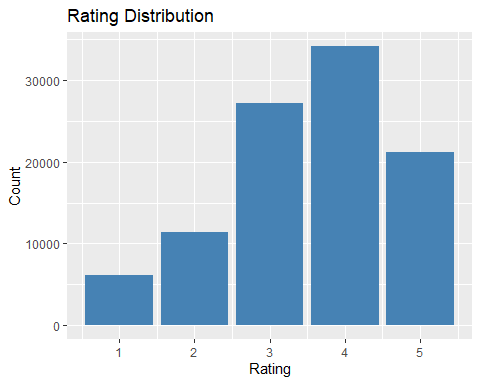 Rating Distribution
30000
20000
10000
0
Count
1 2 3 4 5
Rating